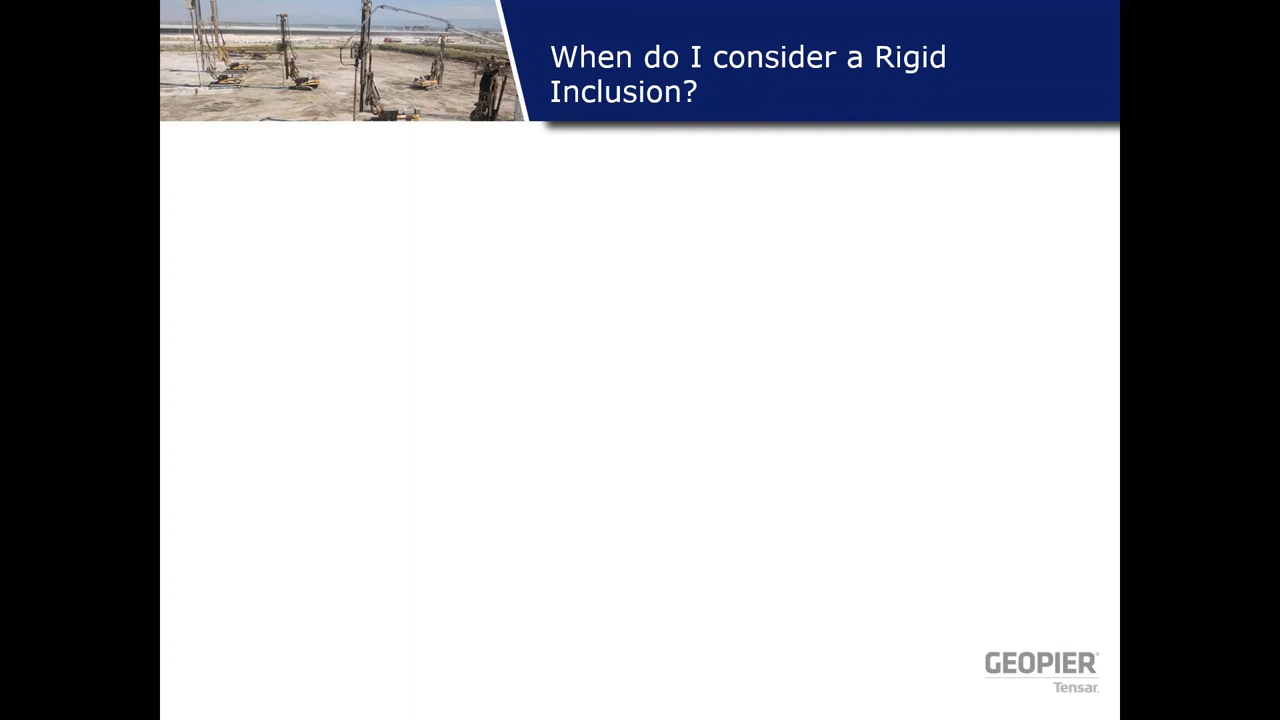 When do I consider a Rigid
Inclusion?
GEOPIER®
Tensar.